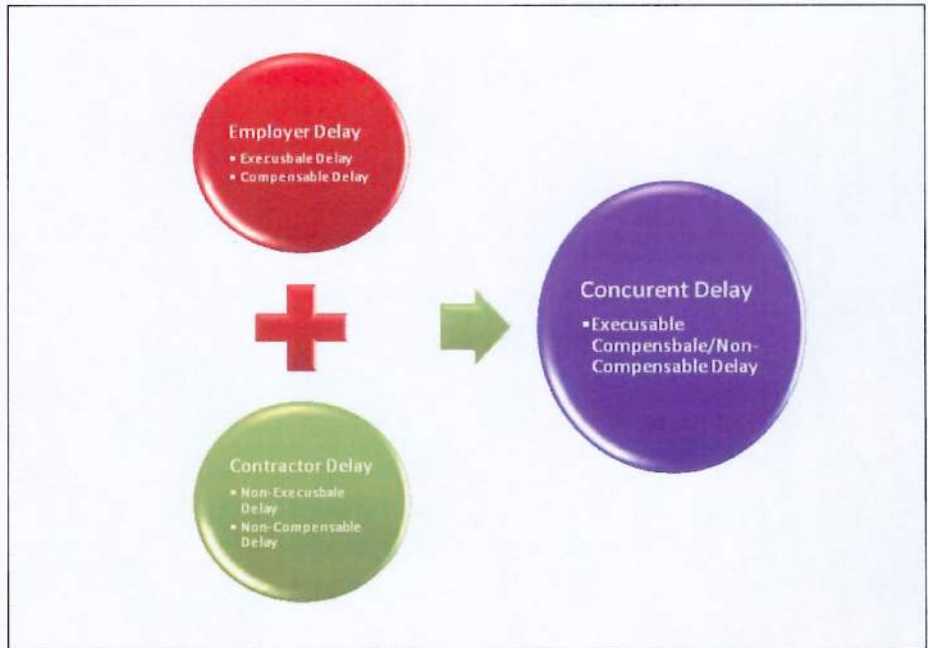 Employer Delay
• Execusbale Delay
• Compensable Delay
Contractor Delay
• Non-Execusbale
Delay
• Non-Compensable
Delay
Concurent Delay
▪Execusable
Compensbale/Non-
Compensable Delay